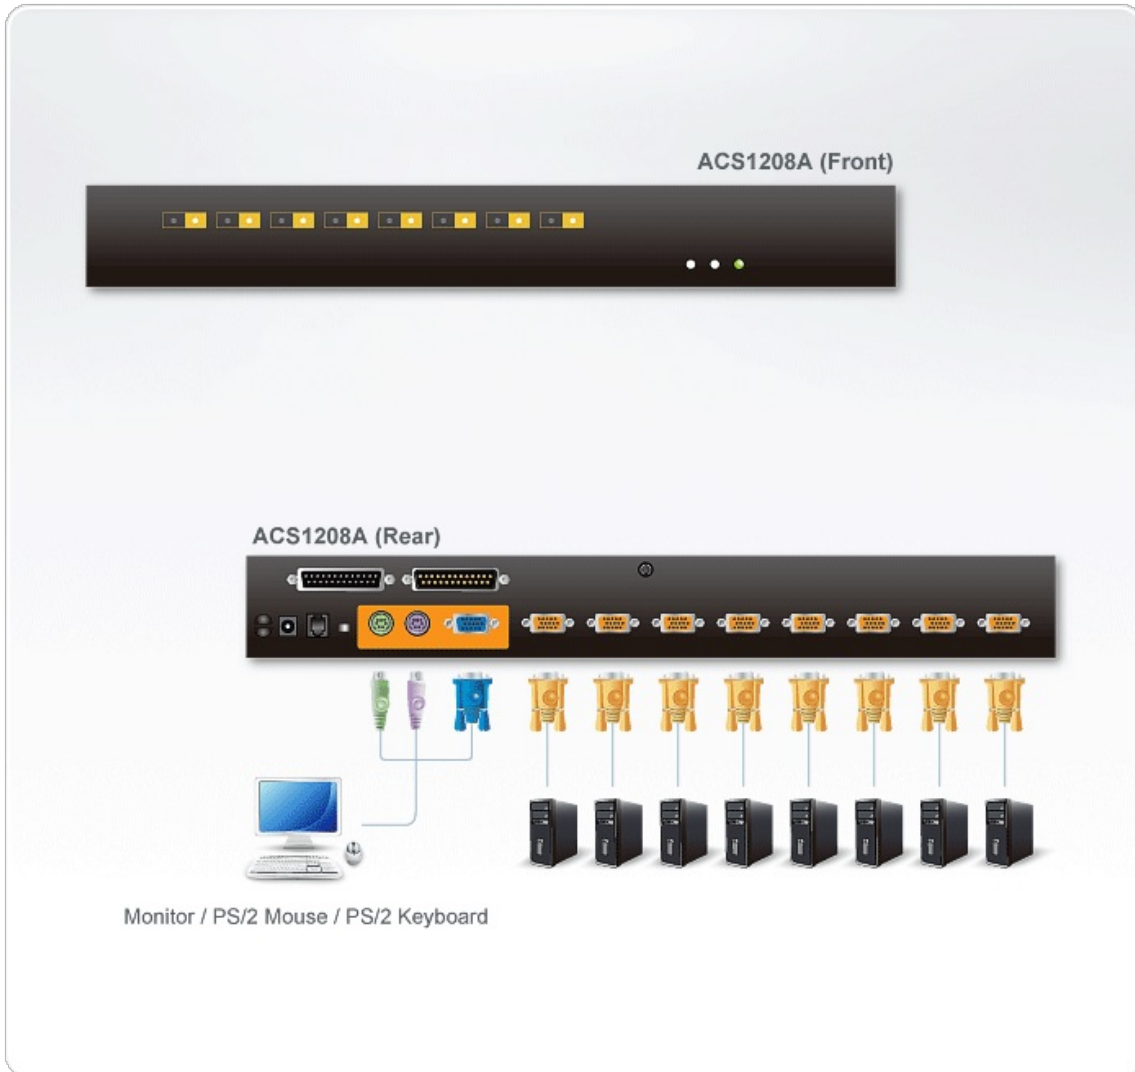 ACS1208A (Front)
ACS1208A (Rear)
Monitor / PS/2 Mouse / PS/2 Keyboard